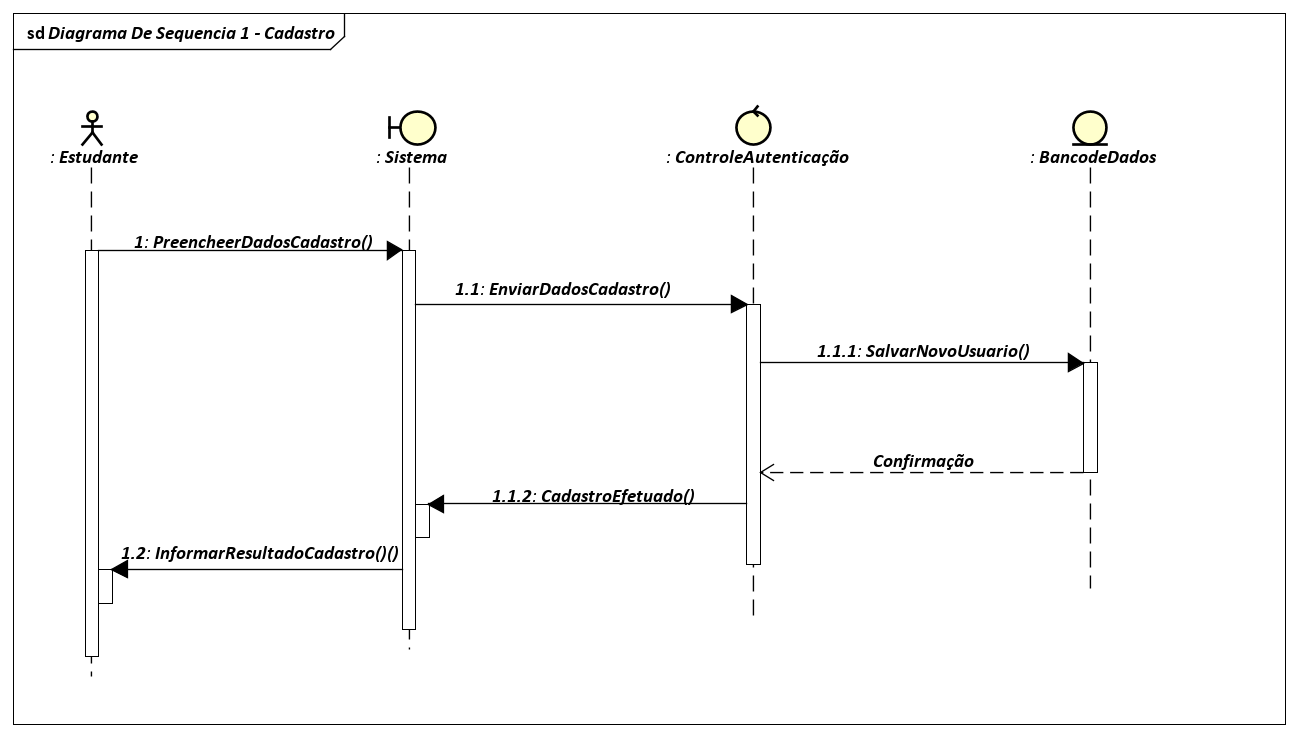 sd Diagrama De Sequencia 1 - Cadastro
: Estudante
: Sistema
: ControleAutenticação
: BancodeDados
1: PreencheerDadosCadastro()
1.1: EnviarDadosCadastro()
1.1.1: SalvarNovoUsuario()
Confirmação
1.1.2: CadastroEfetuado()
1.2: InformarResultadoCadastro()()